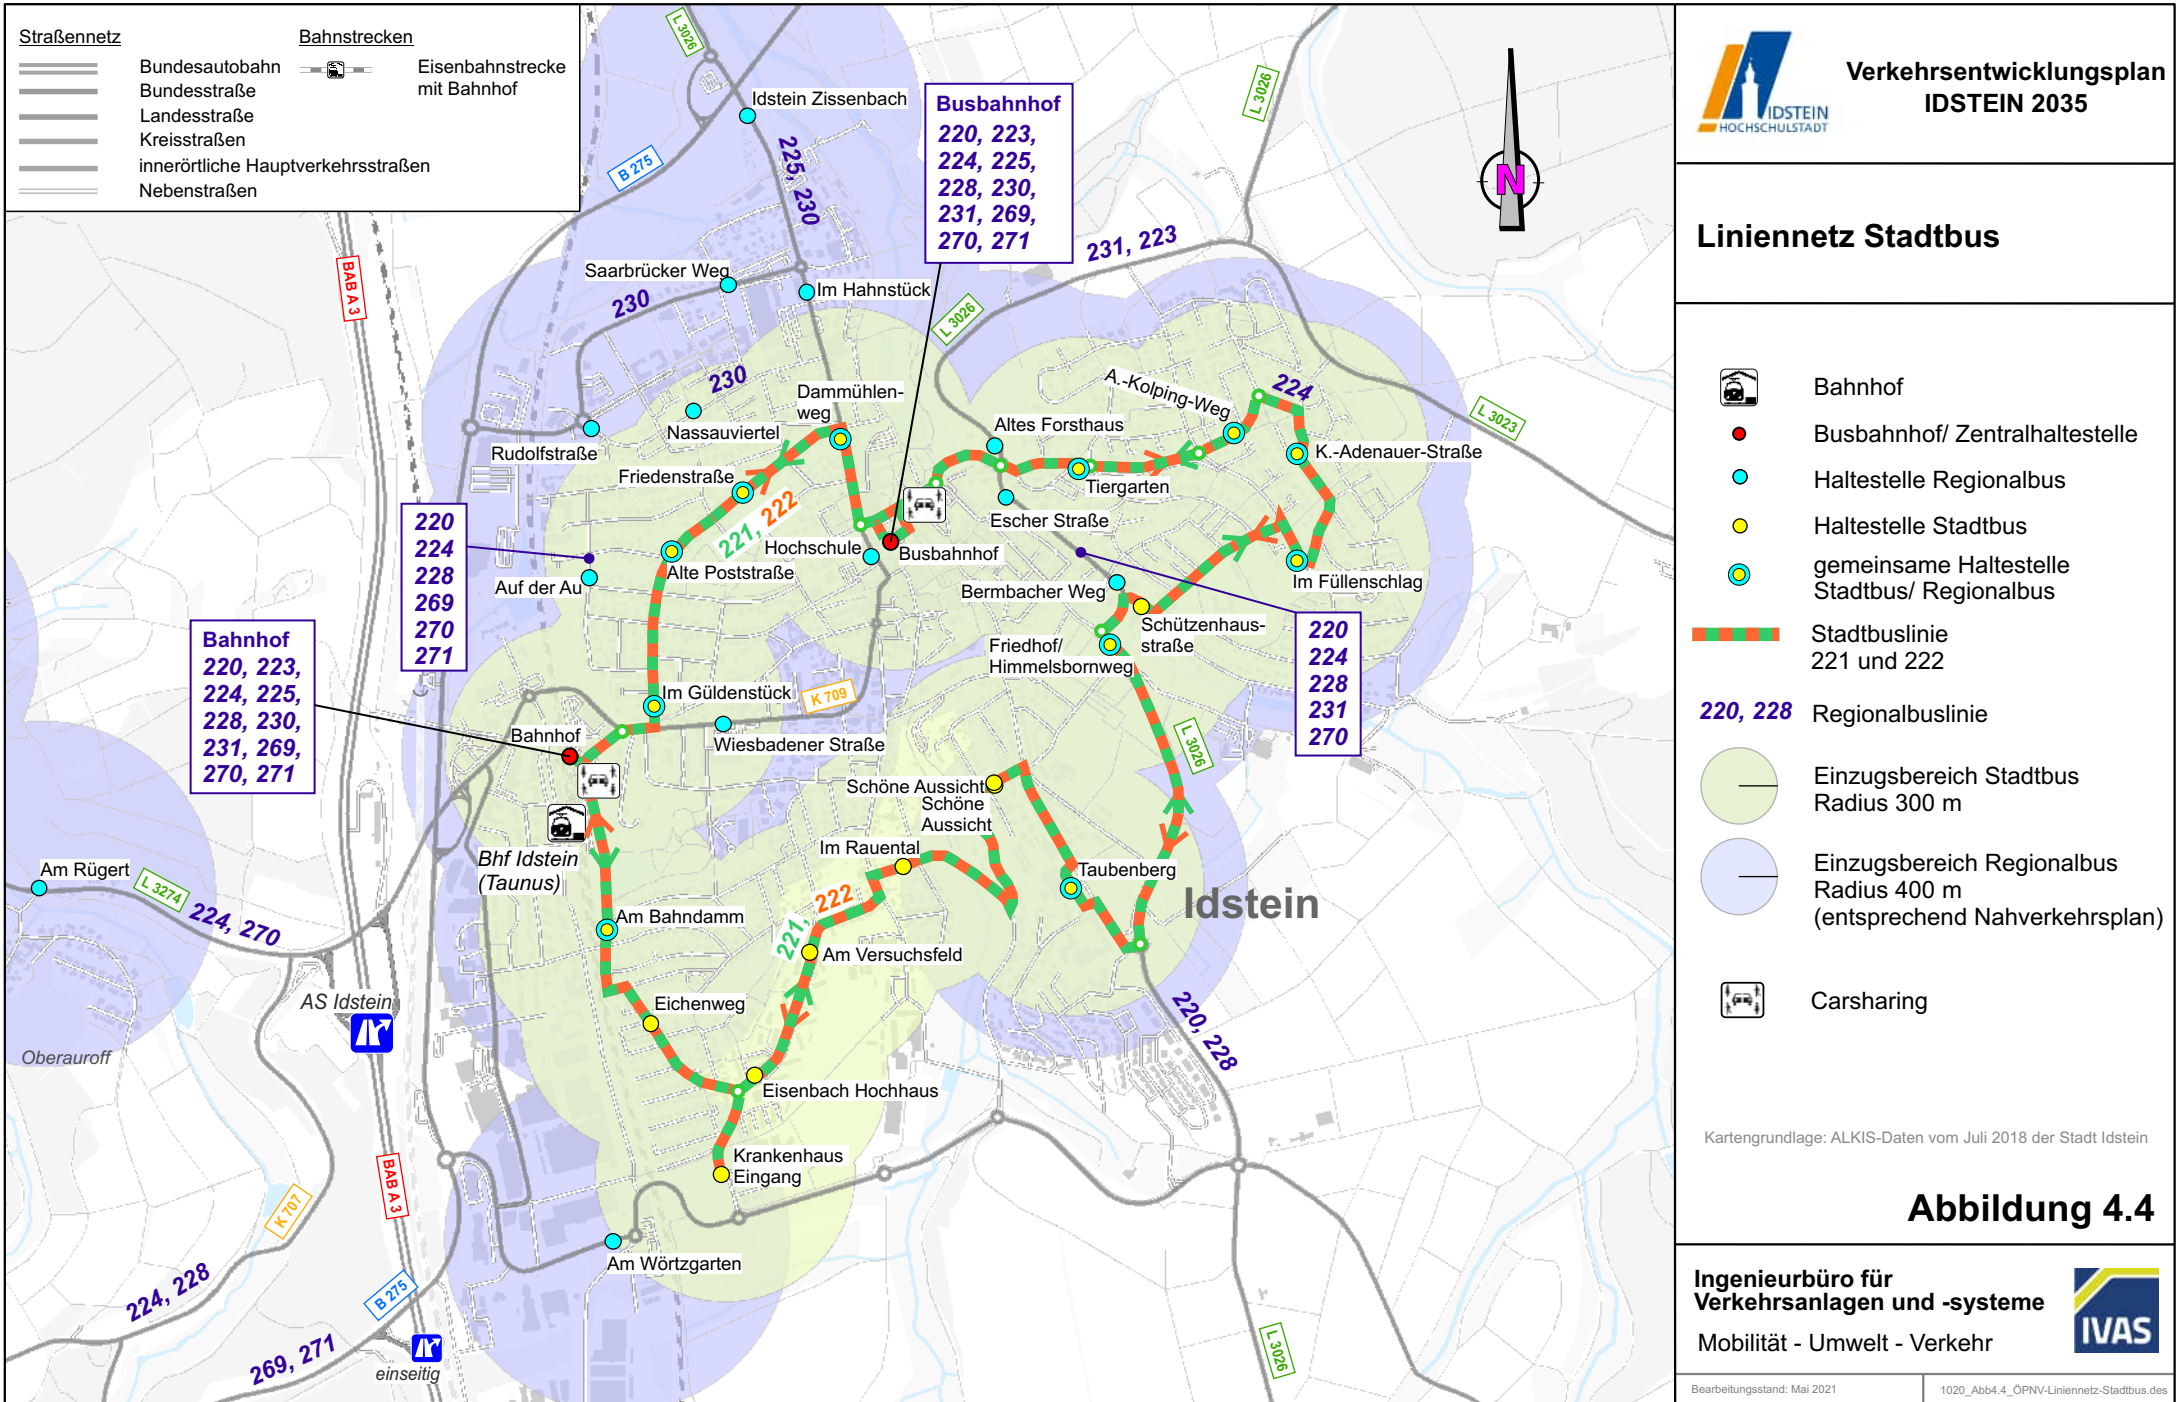 Straßennetz
Bahnstrecken
Bundesautobahn
Bundesstraße
Landesstraße
Kreisstraßen
innerörtliche Hauptverkehrsstraßen
Nebenstraßen
Eisenbahnstrecke
mit Bahnhof
L 3026
Idstein Zissenbach
B 275
225, 230
Busbahnhof
220, 223,
224, 225,
228, 230,
231, 269,
270, 271
L 3026
N
231, 223
BAB A 3
Saarbrücker Weg
230
Im Hahnstück
L 3026
230
Nassauviertel
Rudolfstraße
Dammühlen-
weg
Altes Forsthaus
A.-Kolping-Weg
224
L 3023
K.-Adenauer-Straße
Friedenstraße
221, 222
Tiergarten
Escher Straße
Hochschule
Busbahnhof
220
224
228
269
270
271
Auf der Au
Alte Poststraße
Im Füllenschlag
Bermbacher Weg
Schützenhaus-
straße
Friedhof/
Himmelsbornweg
220
224
228
231
270
Bahnhof
220, 223,
224, 225,
228, 230,
231, 269,
270, 271
Im Güldenstück
K 709
Bahnhof
Wiesbadener Straße
L 3026
Schöne Aussicht
Schöne
Aussicht
Bhf Idstein
(Taunus)
Im Rauental
Taubenberg
Idstein
Am Rügert
L 3274
224, 270
Am Bahndamm
221, 222
Am Versuchsfeld
AS Idstein
Eichenweg
220, 228
Oberauroff
Eisenbach Hochhaus
Krankenhaus
Eingang
BAB A 3
K 707
Am Wörtzgarten
224, 228
B 275
269, 271
einseitig
L 3026
IDSTEIN
HOCHSCHULSTADT
Verkehrsentwicklungsplan
IDSTEIN 2035
Liniennetz Stadtbus
Bahnhof
Busbahnhof/ Zentralhaltestelle
Haltestelle Regionalbus
Haltestelle Stadtbus
gemeinsame Haltestelle
Stadtbus/ Regionalbus
Stadtbuslinie
221 und 222
220, 228 Regionalbuslinie
Einzugsbereich Stadtbus
Radius 300 m
Einzugsbereich Regionalbus
Radius 400 m
(entsprechend Nahverkehrsplan)
Carsharing
Kartengrundlage: ALKIS-Daten vom Juli 2018 der Stadt Idstein
Abbildung 4.4
Ingenieurbüro für
Verkehrsanlagen und -systeme
Mobilität - Umwelt - Verkehr
IVAS
Bearbeitungsstand: Mai 2021
1020_Abb4.4_ÖPNV-Liniennetz-Stadtbus.des